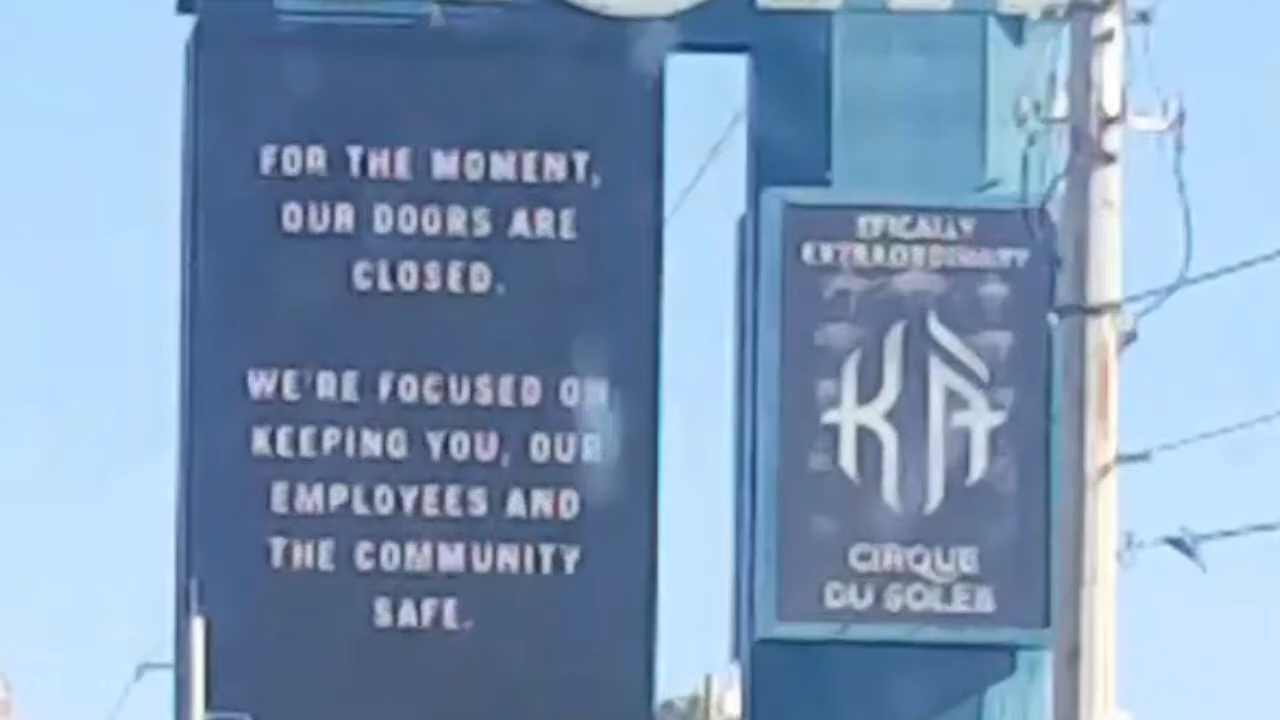 FOR THE MOMENT,
OUR DOORS ARE
CLOSED.
WE'RE FOCUSED ON
KEEPING YOU, OUR
EMPLOYEES AND
THE COMMUNITY
SAFE.
EPICALLY
EXTRAORDINARY
KÀ
CIRQUE
DU SOLEIL